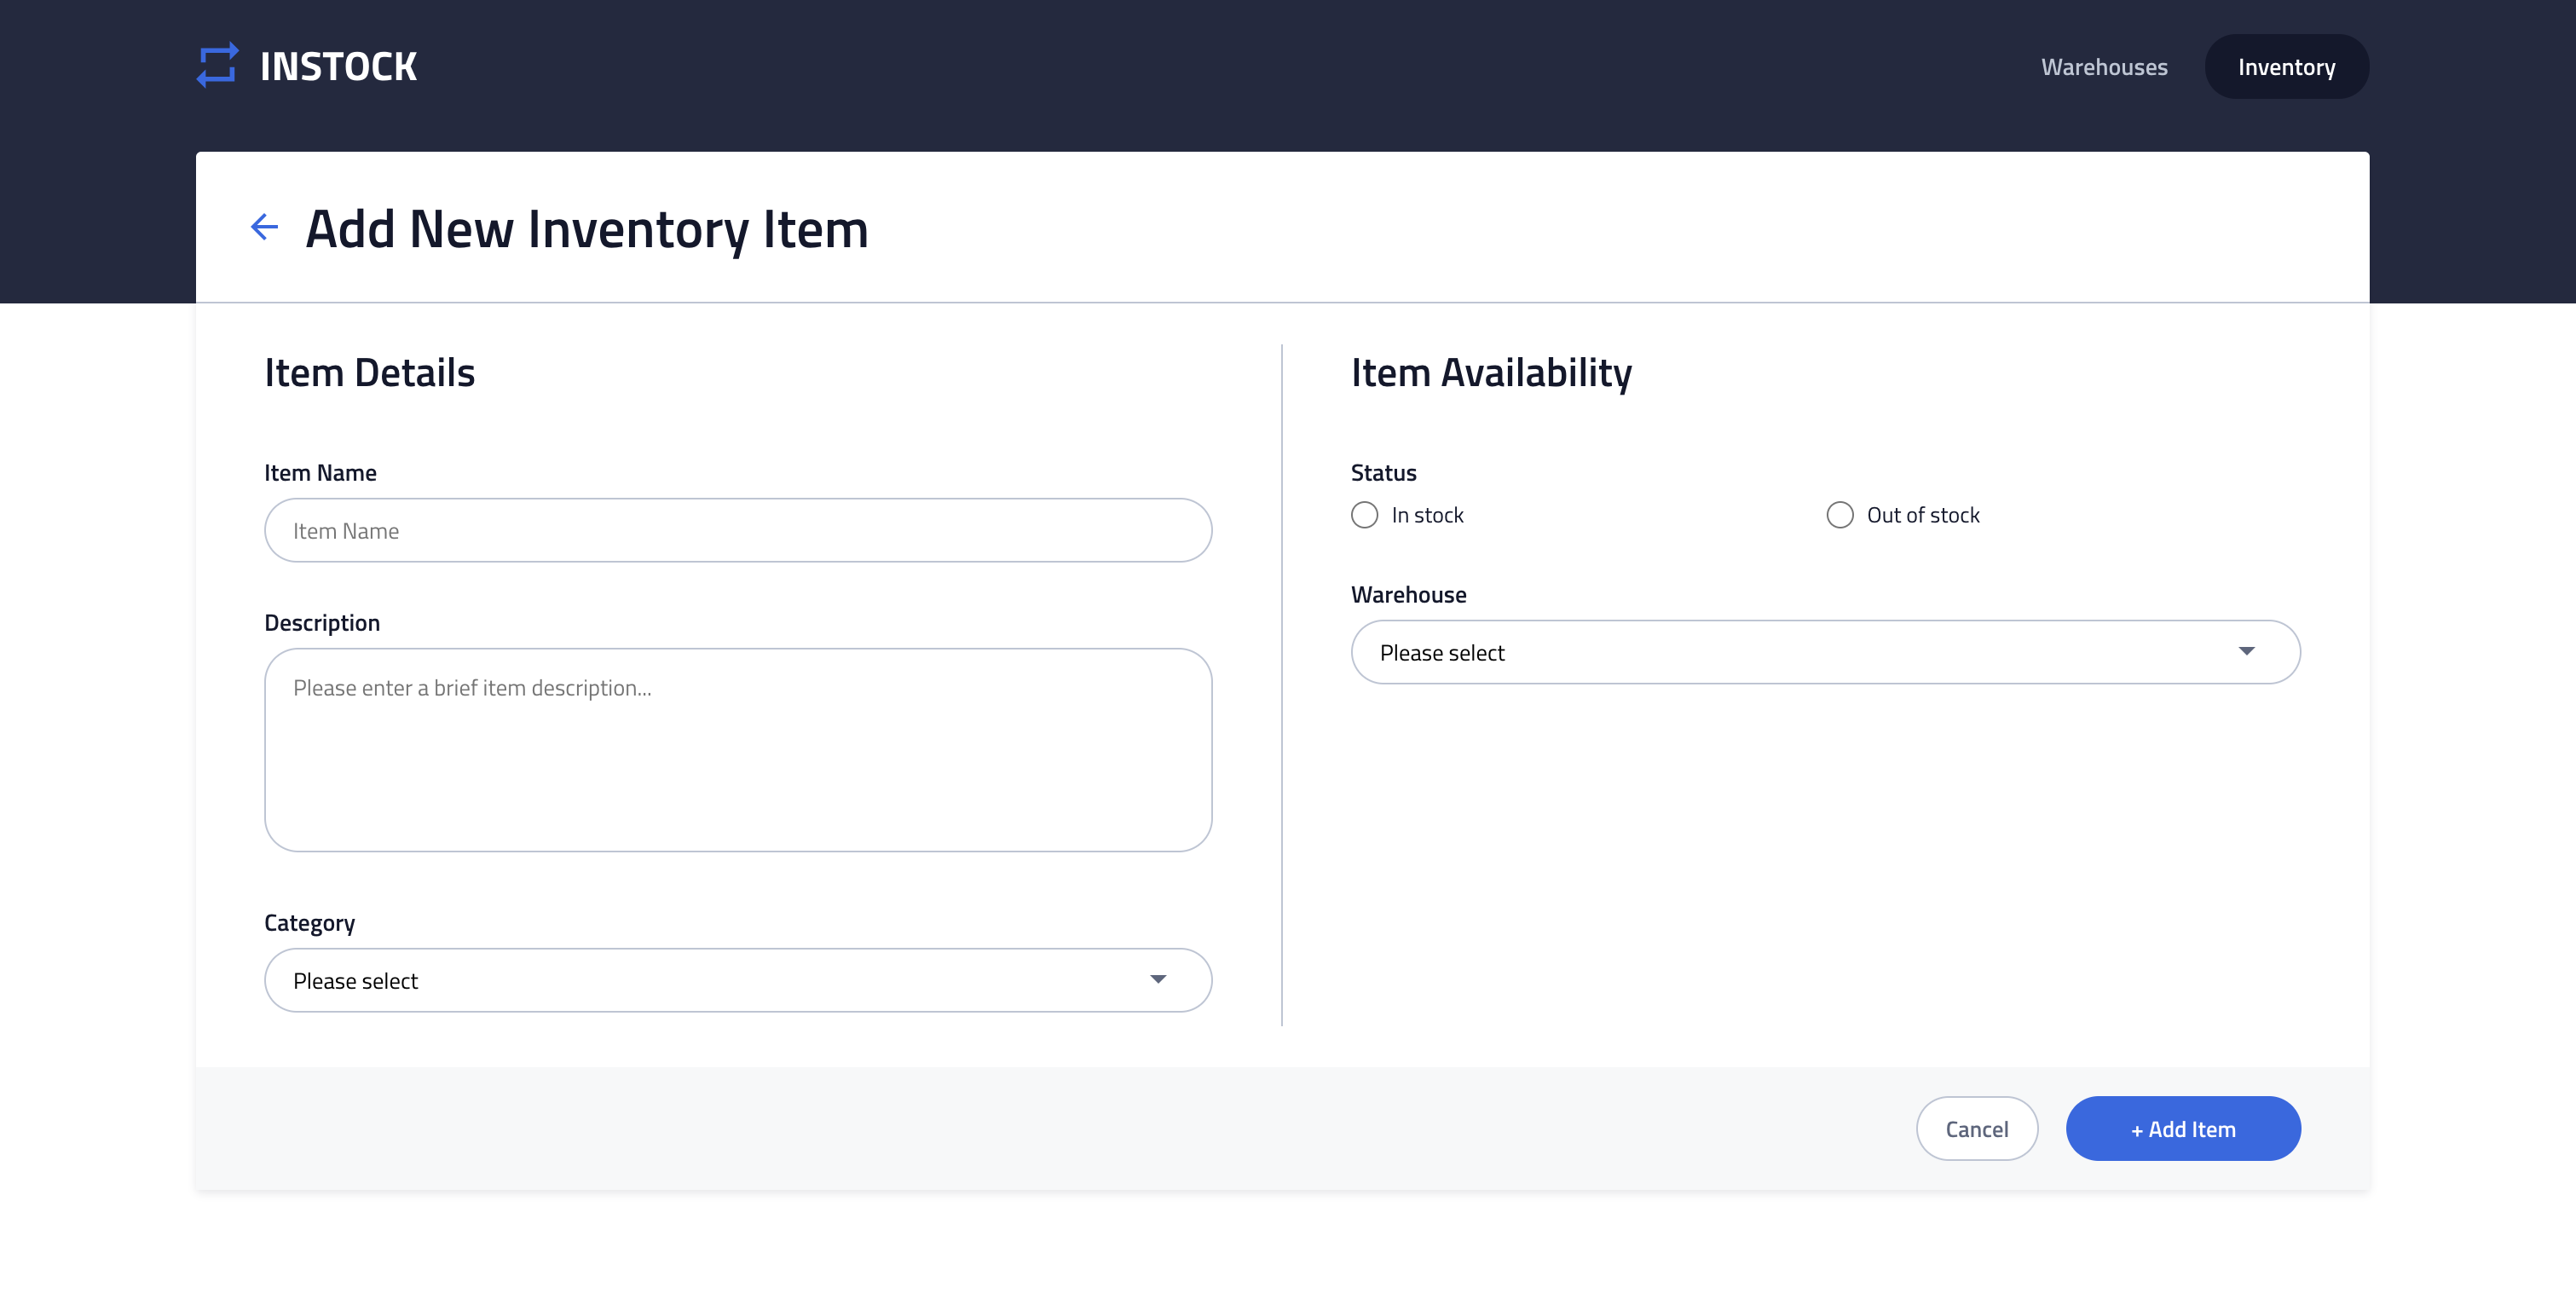 INSTOCK
Warehouses
Inventory
Add New Inventory Item
Item Details
Item Name
Item Name
Description
Please enter a brief item description...
Category
Please select
Item Availability
Status
In stock
Out of stock
Warehouse
Please select
Cancel
+ Add Item